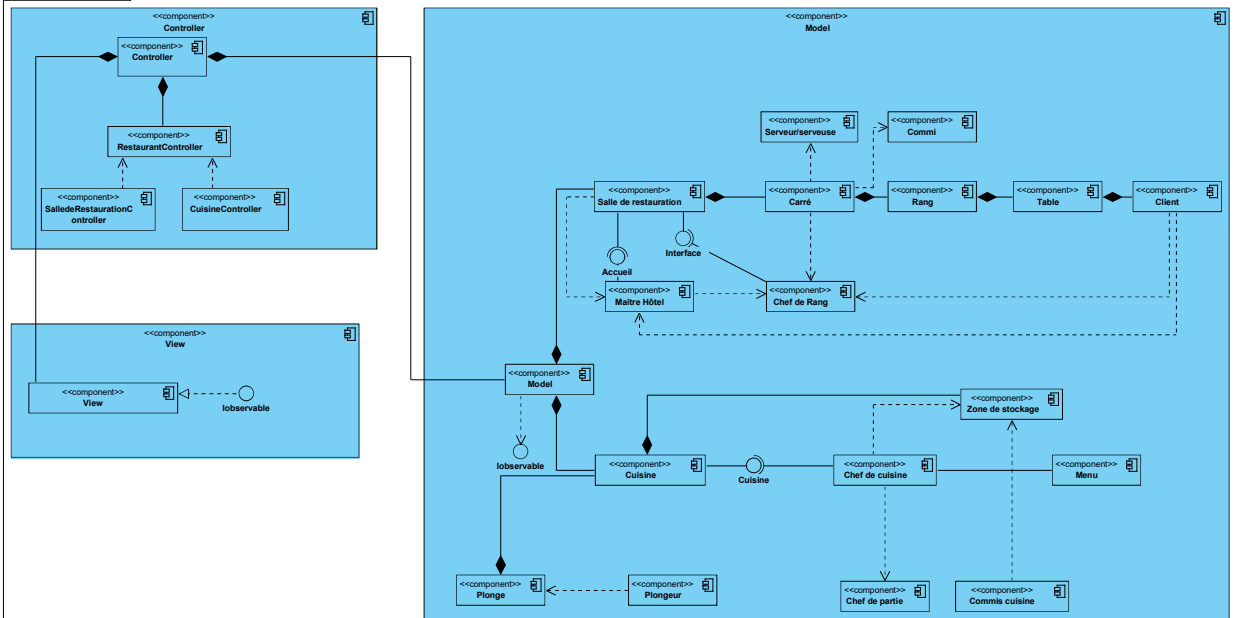 <<component>>
Controller
<<component>>
Controller
<<component>>
RestaurantController
<<component>>
SalledeRestaurationC
ontroller
<<component>>
CuisineController
<<component>>
View
<<component>>
View
Iobservable
<<component>>
Model
<<component>>
Serveur/serveuse
<<component>>
Commi
<<component>>
Salle de restauration
<<component>>
Carré
<<component>>
Rang
<<component>>
Table
<<component>>
Client
Accueil
Interface
<<component>>
Maitre Hôtel
<<component>>
Chef de Rang
<<component>>
Model
Iobservable
<<component>>
Zone de stockage
<<component>>
Cuisine
Cuisine
<<component>>
Chef de cuisine
<<component>>
Menu
<<component>>
Plonge
<<component>>
Plongeur
<<component>>
Chef de partie
<<component>>
Commis cuisine